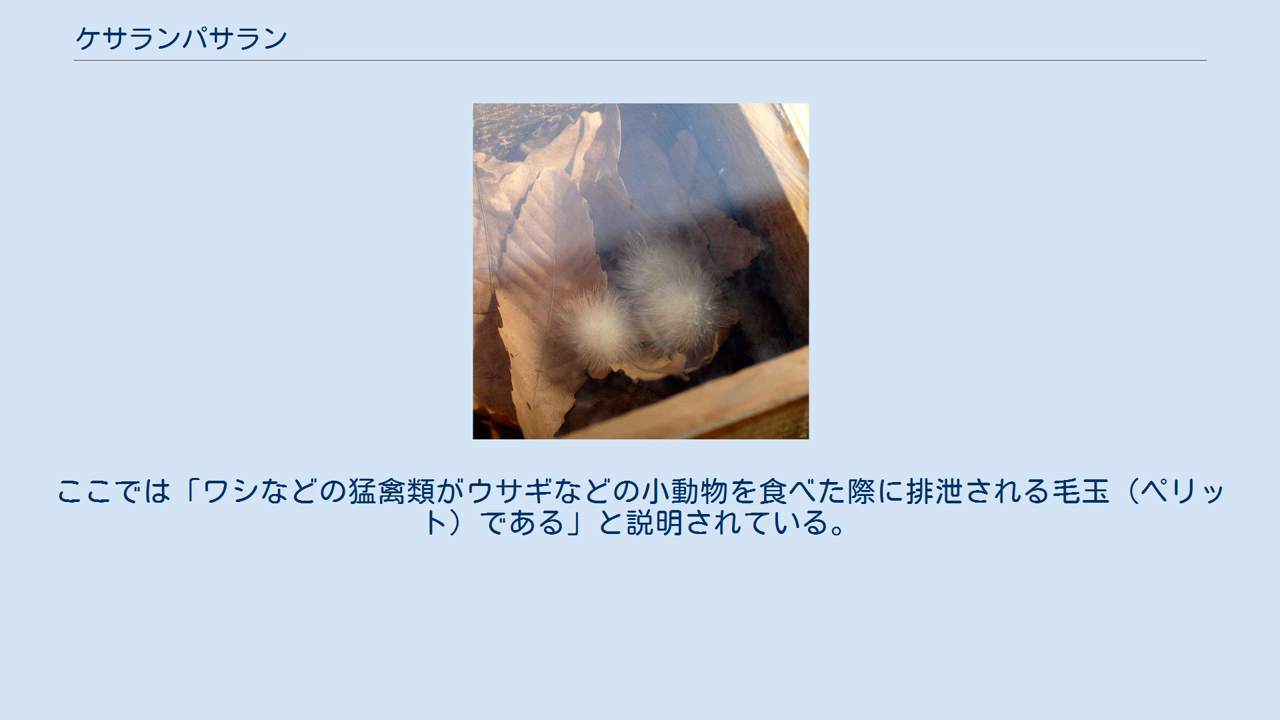 ケサランパサラン
ここでは「ワシなどの猛禽類がウサギなどの小動物を食べた際に排泄される毛玉（ペリッ
ト）である」と説明されている。